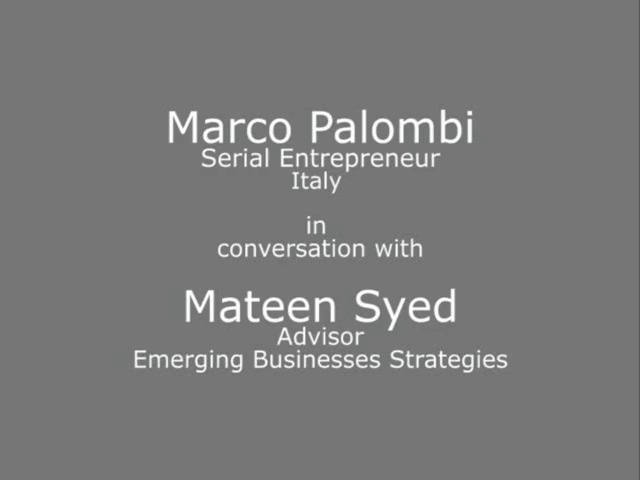 Marco Palombi
Serial Entrepreneur
Italy
in
conversation with
Mateen Syed
Advisor
Emerging Businesses Strategies